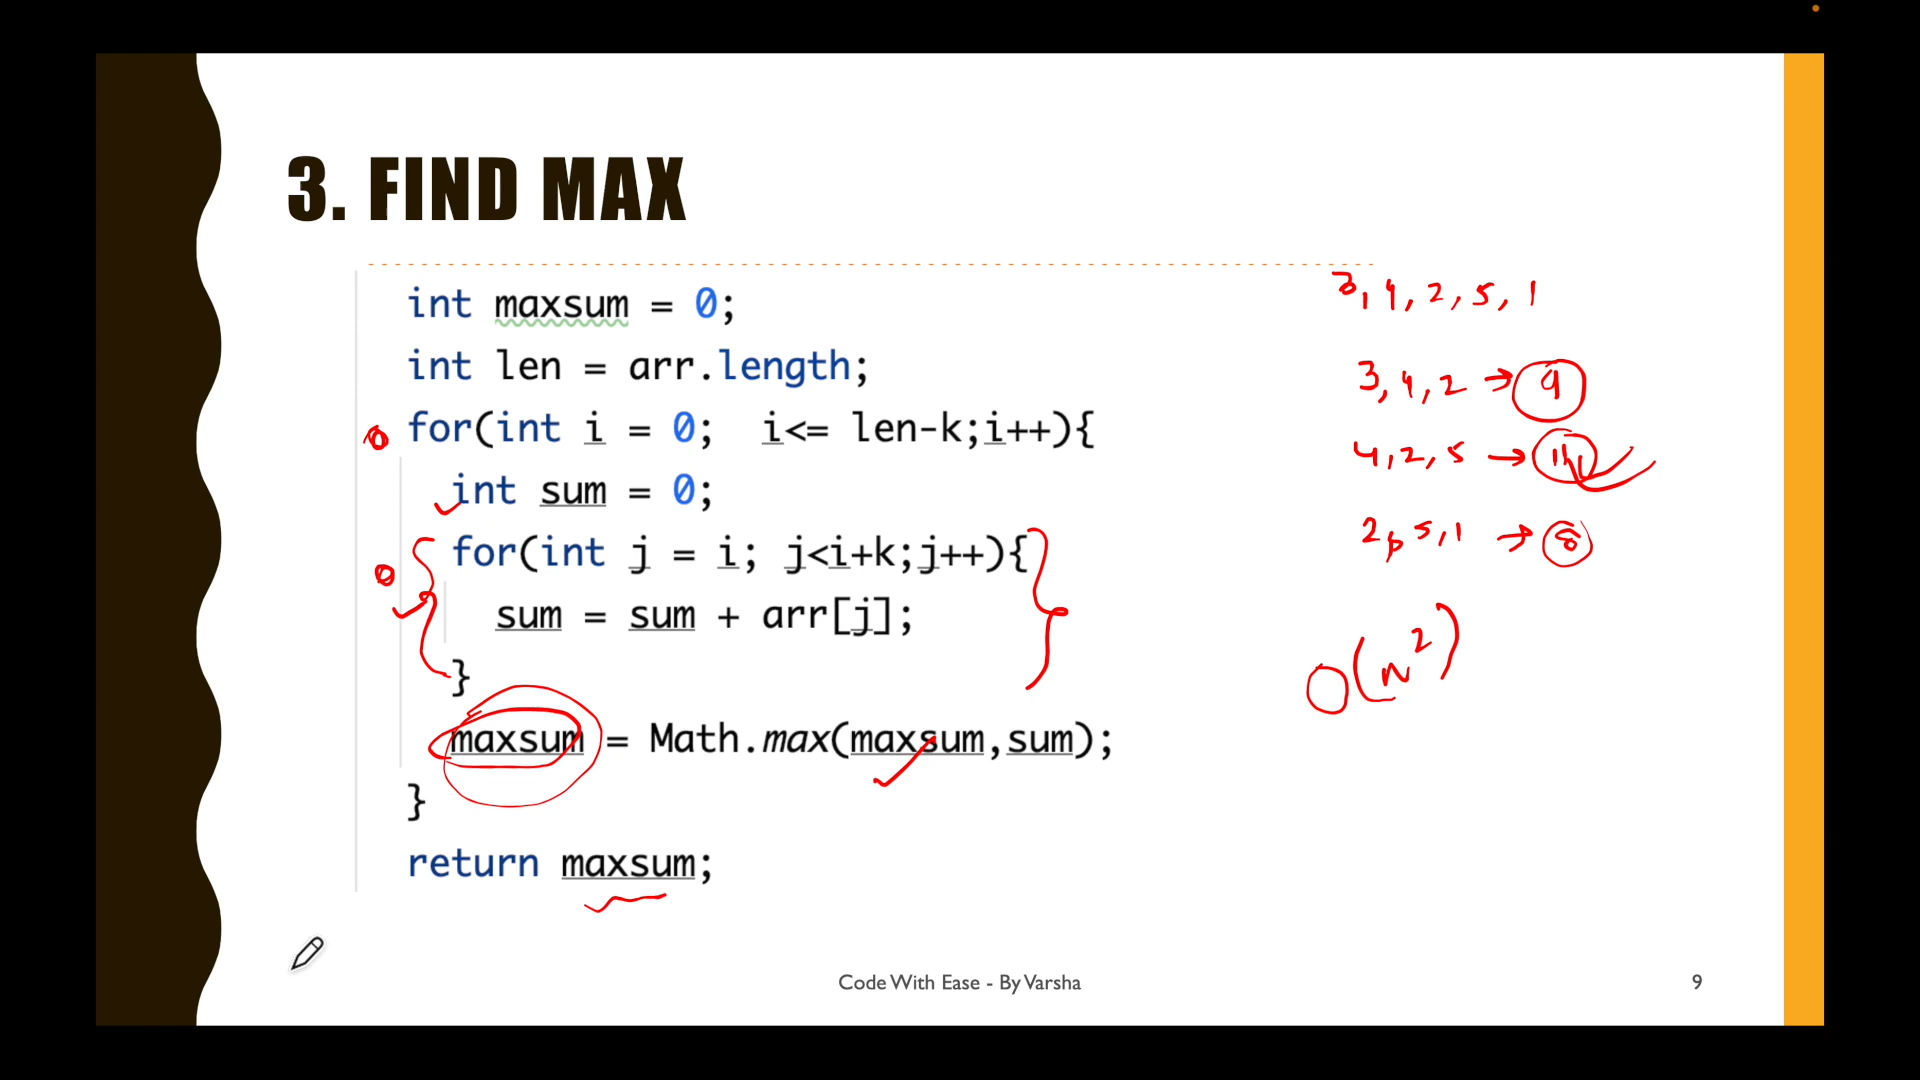 3. FIND MAX
int maxsum = 0;
int len = arr.length;
for(int i = 0; i<= len-k;i++){
int sum = 0;
for(int j = i; j<i+k;j++){
sum = sum + arr[j];
}
maxsum = Math.max(maxsum,sum);
}
return maxsum;
3, 4, 2, 5, 1
3, 4, 2 → 9
4, 2, 5 → 11
2, 5, 1 → 8
O(n²)
Code With Ease - By Varsha
9